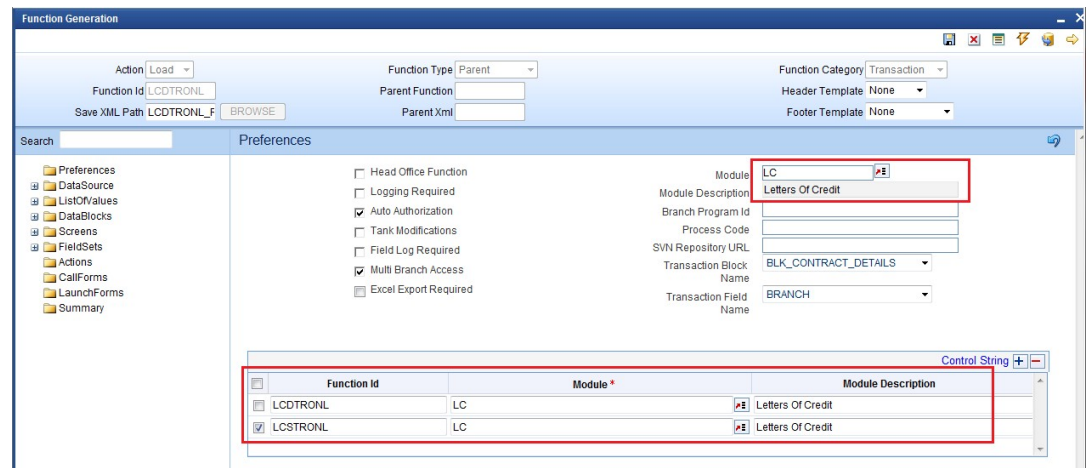 Function Generation
Action Load Function Type Parent Function Category Transaction
Function Id LCDTRONL Parent Function Header Template None
Save XML Path LCDTRONL_F BROWSE Parent Xml Footer Template None
Search Preferences
Preferences
DataSource
ListOfValues
DataBlocks
Screens
FieldSets
Actions
CallForms
LaunchForms
Summary
Head Office Function
Logging Required
Auto Authorization
Tank Modifications
Field Log Required
Multi Branch Access
Excel Export Required
Module LC
Module Description Letters Of Credit
Branch Program Id
Process Code
SVN Repository URL
Transaction Block Name BLK_CONTRACT_DETAILS
Transaction Field Name BRANCH
Control String
Function Id Module * Module Description
LCDTRONL LC Letters Of Credit
LCSTRONL LC Letters Of Credit